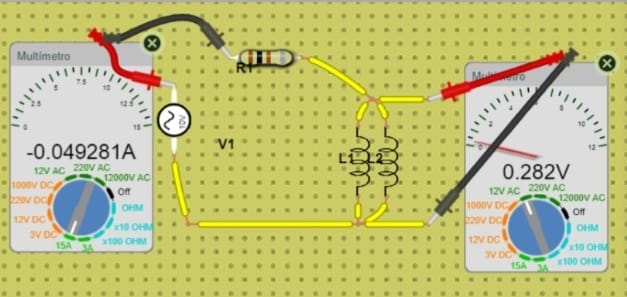 Multímetro
2.5
5
7.5
10
12.5
15
0
-0.049281A
12V AC
220V AC
12000V AC
1000V DC
Off
220V DC
OHM
12V DC
x10 OHM
3V DC
x100 OHM
15A
3A
R1
10V
V1
L1
L2
Multímetro
4
6
8
10
12
0
0.282V
12V AC
220V AC
12000V AC
1000V DC
Off
220V DC
OHM
12V DC
x10 OHM
3V DC
x100 OHM
15A
3A